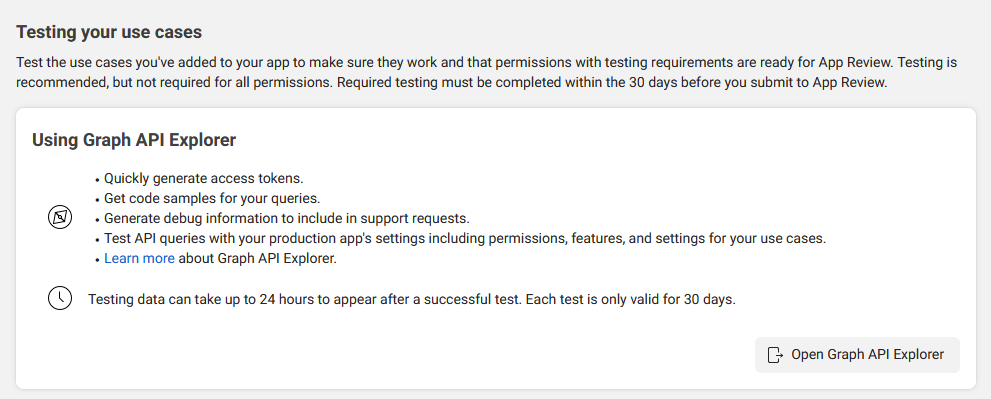 Testing your use cases
Test the use cases you've added to your app to make sure they work and that permissions with testing requirements are ready for App Review. Testing is
recommended, but not required for all permissions. Required testing must be completed within the 30 days before you submit to App Review.
Using Graph API Explorer
• Quickly generate access tokens.
• Get code samples for your queries.
• Generate debug information to include in support requests.
• Test API queries with your production app's settings including permissions, features, and settings for your use cases.
• Learn more about Graph API Explorer.
Testing data can take up to 24 hours to appear after a successful test. Each test is only valid for 30 days.
Open Graph API Explorer